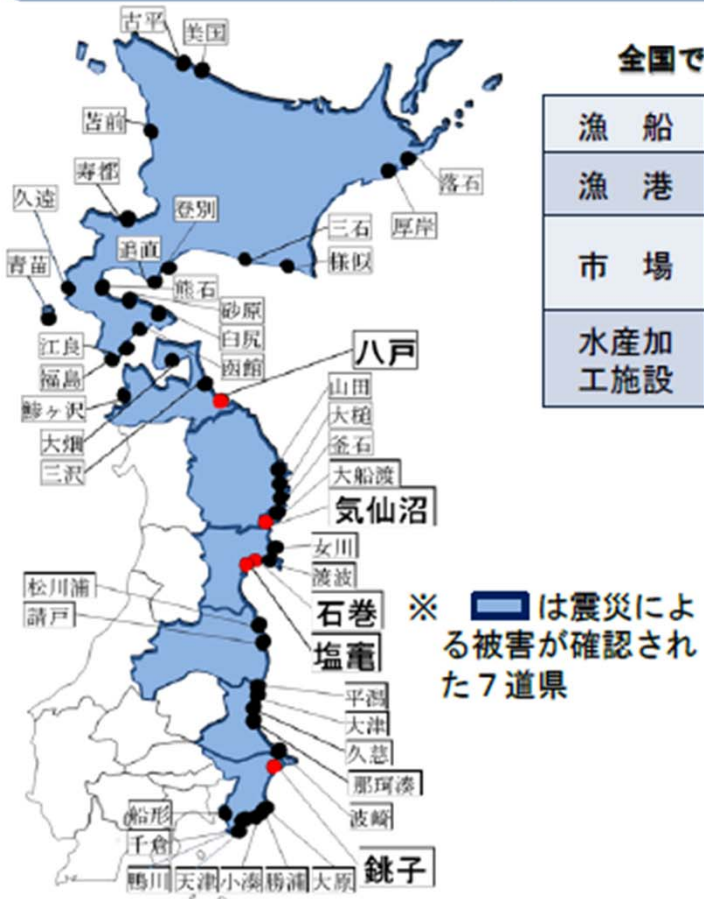 古平
美国
苫前
寿都
久遠
青苗
登別
追直
三石
様似
厚岸
落石
熊石
砂原
臼尻
函館
江良
福島
鰺ヶ沢
大畑
三沢
八戸
山田
大槌
釜石
大船渡
気仙沼
女川
渡波
石巻
塩竈
松川浦
請戸
平潟
大津
久慈
那珂湊
波崎
銚子
船形
千倉
鴨川
天津
小湊
勝浦
大原
全国で
漁 船
漁 港
市 場
水産加
工施設
※ は震災によ
る被害が確認され
た7道県